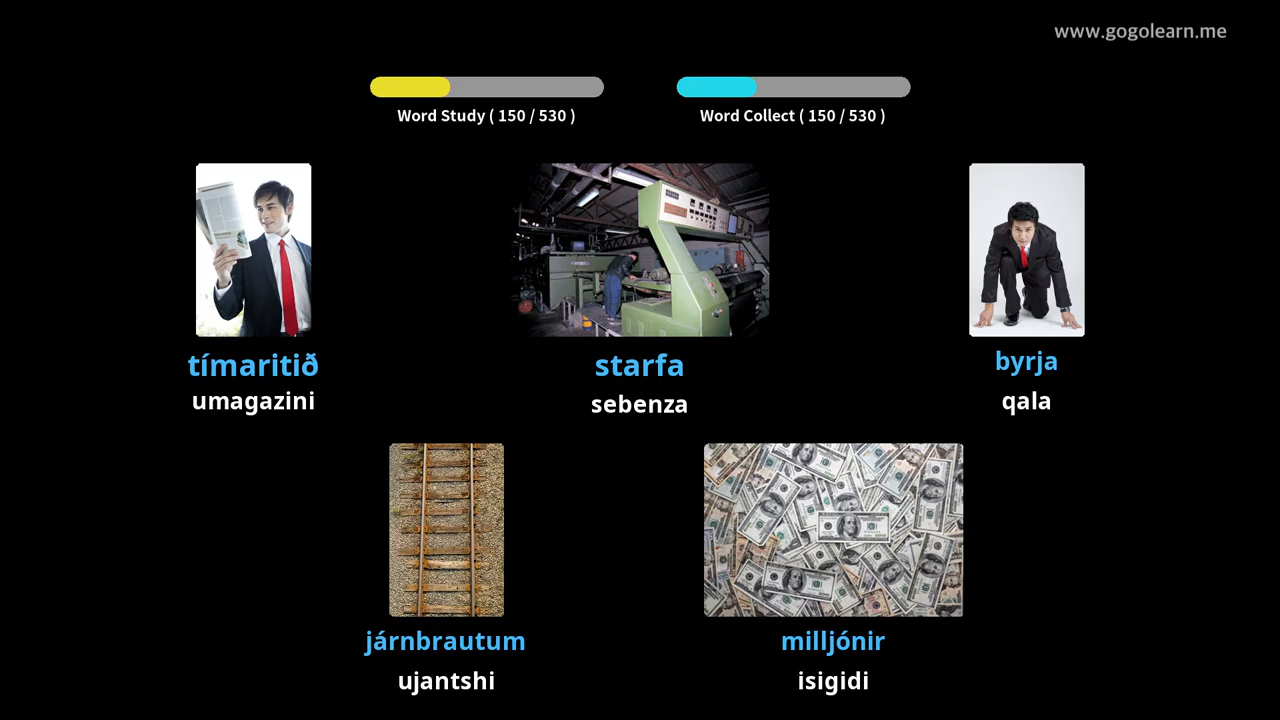 www.gogolearn.me
Word Study ( 150 / 530 )
Word Collect ( 150 / 530 )
tímaritið
umagazini
starfa
sebenza
byrja
qala
járnbrautum
ujantshi
milljónir
isigidi